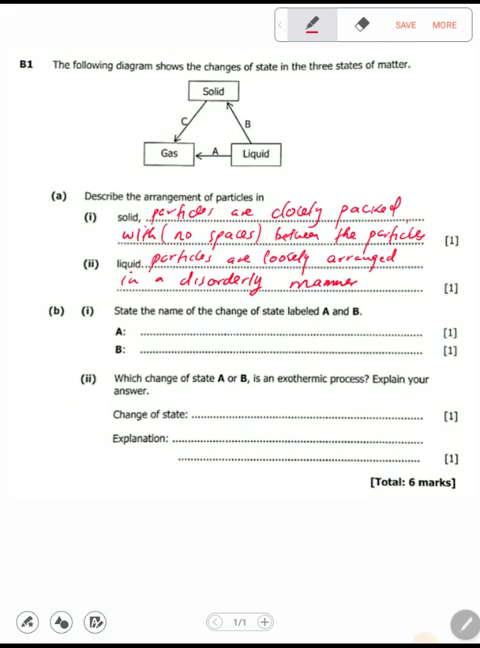 SAVE MORE
B1 The following diagram shows the changes of state in the three states of matter.
Solid
C B
Gas A Liquid
(a) Describe the arrangement of particles in
(i) solid, particles are closely packed
with (no spaces) between the particles [1]
(ii) liquid. particles are loosely arranged
in a disorderly manner [1]
(b) (i) State the name of the change of state labeled A and B.
A: [1]
B: [1]
(ii) Which change of state A or B, is an exothermic process? Explain your
answer.
Change of state: [1]
Explanation:
[1]
[Total: 6 marks]
1/1